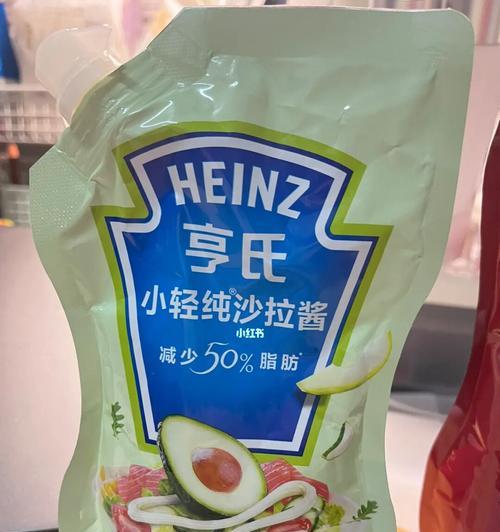 HEINZ
亨氏
小轻纯®沙拉酱
小红书
减少50%脂肪*